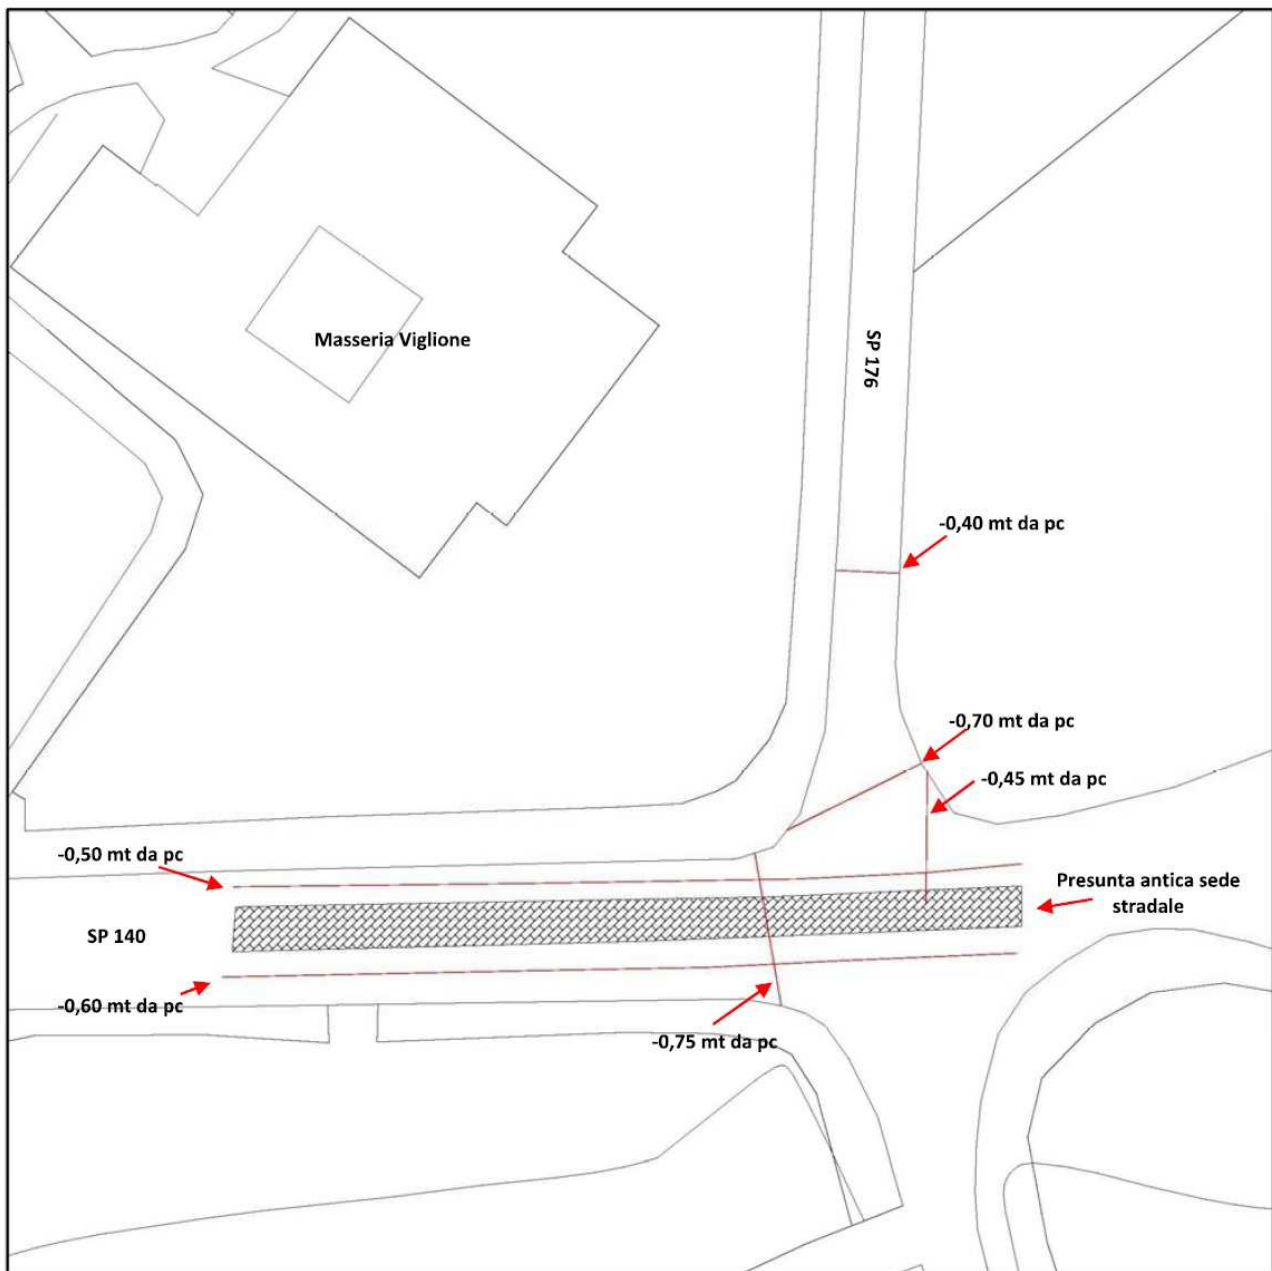 Masseria Viglione
SP 176
-0,40 mt da pc
-0,70 mt da pc
-0,45 mt da pc
-0,50 mt da pc
Presunta antica sede
stradale
SP 140
-0,60 mt da pc
-0,75 mt da pc